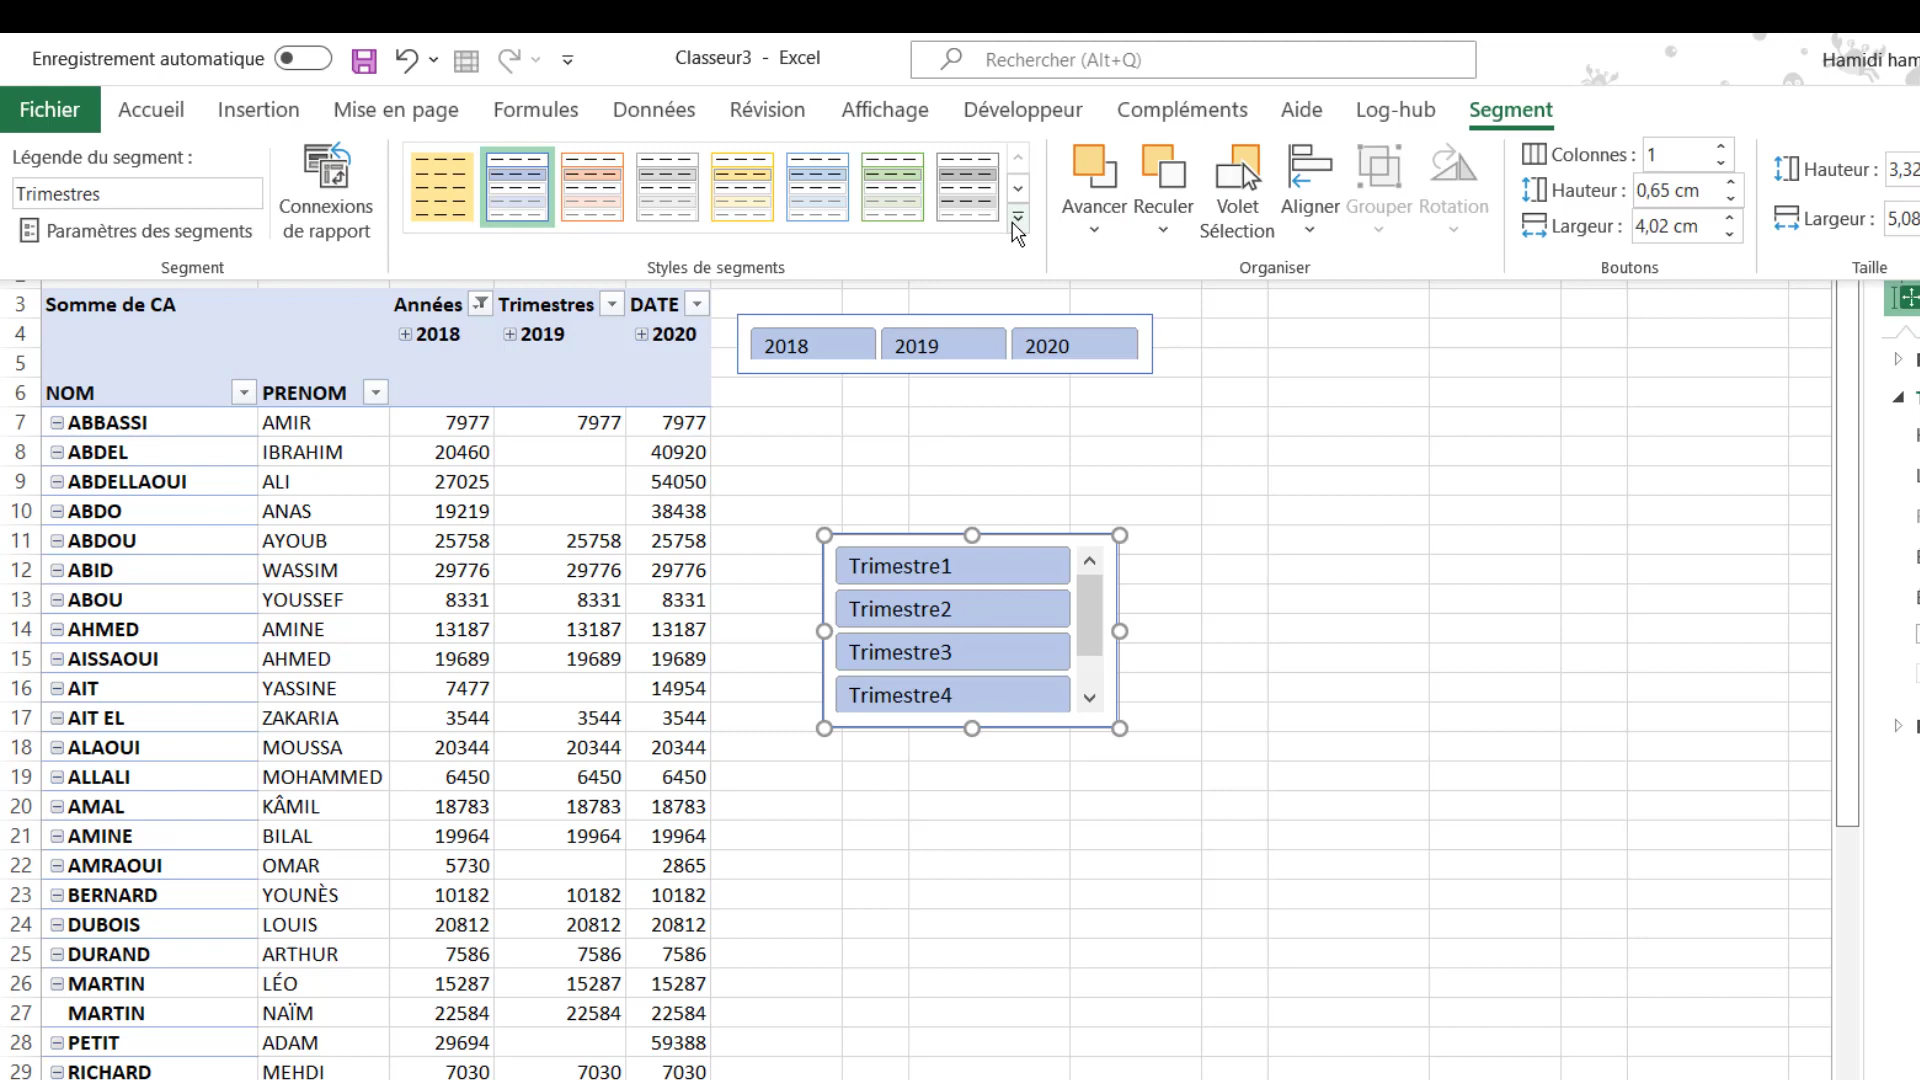 Enregistrement automatique
Classeur3 - Excel
Rechercher (Alt+Q)
Hamidi ham
Fichier Accueil Insertion Mise en page Formules Données Révision Affichage Développeur Compléments Aide Log-hub Segment
Légende du segment :
Trimestres
Paramètres des segments
Connexions
de rapport
Segment
Styles de segments
Avancer Reculer Volet
Sélection
Aligner Grouper Rotation
Organiser
Colonnes : 1
Hauteur : 0,65 cm
Largeur : 4,02 cm
Boutons
Hauteur : 3,32
Largeur : 5,08
Taille
3 Somme de CA Années Trimestres DATE
4 2018 2019 2020
5
6 NOM PRENOM
7 ABBASSI AMIR 7977 7977 7977
8 ABDEL IBRAHIM 20460 40920
9 ABDELLAOUI ALI 27025 54050
10 ABDO ANAS 19219 38438
11 ABDOU AYOUB 25758 25758 25758
12 ABID WASSIM 29776 29776 29776
13 ABOU YOUSSEF 8331 8331 8331
14 AHMED AMINE 13187 13187 13187
15 AISSAOUI AHMED 19689 19689 19689
16 AIT YASSINE 7477 14954
17 AIT EL ZAKARIA 3544 3544 3544
18 ALAOUI MOUSSA 20344 20344 20344
19 ALLALI MOHAMMED 6450 6450 6450
20 AMAL KÂMIL 18783 18783 18783
21 AMINE BILAL 19964 19964 19964
22 AMRAOUI OMAR 5730 2865
23 BERNARD YOUNÈS 10182 10182 10182
24 DUBOIS LOUIS 20812 20812 20812
25 DURAND ARTHUR 7586 7586 7586
26 MARTIN LÉO 15287 15287 15287
27 MARTIN NAÏM 22584 22584 22584
28 PETIT ADAM 29694 59388
29 RICHARD MEHDI 7030 7030 7030
2018 2019 2020
Trimestre1
Trimestre2
Trimestre3
Trimestre4